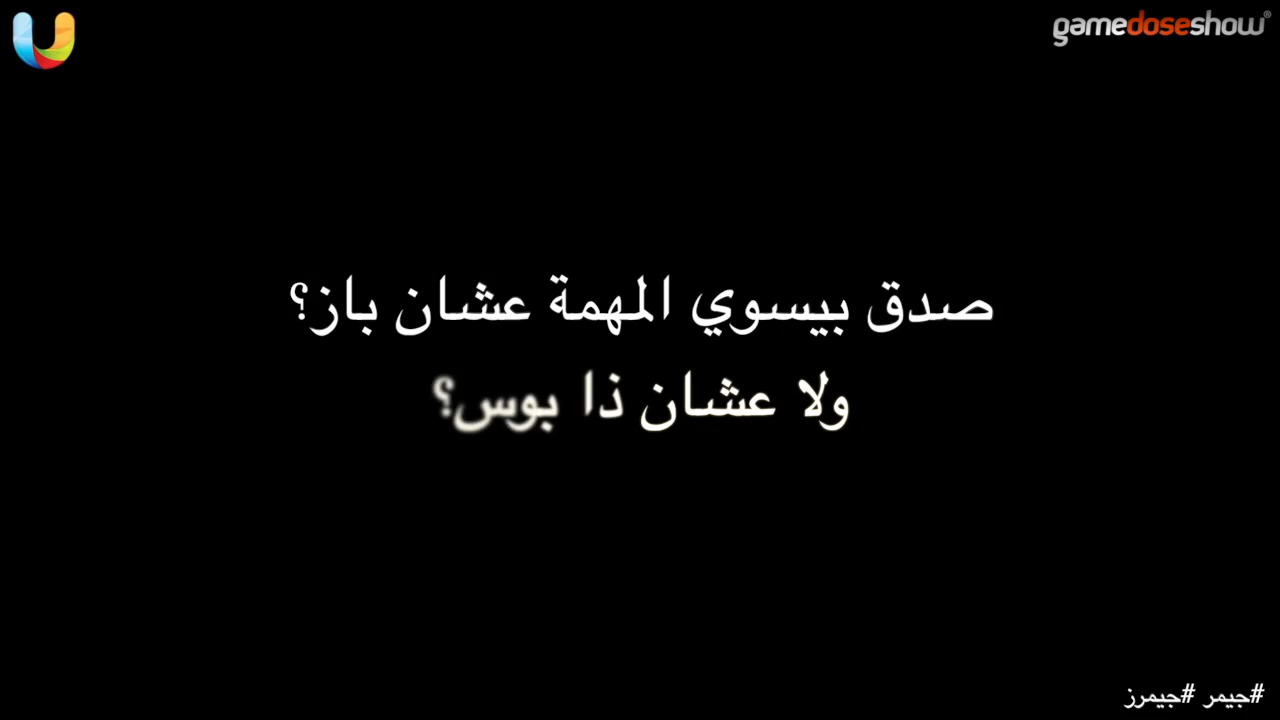 gamedoseshow®
صدق بيسوي المهمة عشان باز؟
ولا عشان ذا بوس؟
#جيمر #جيمرز